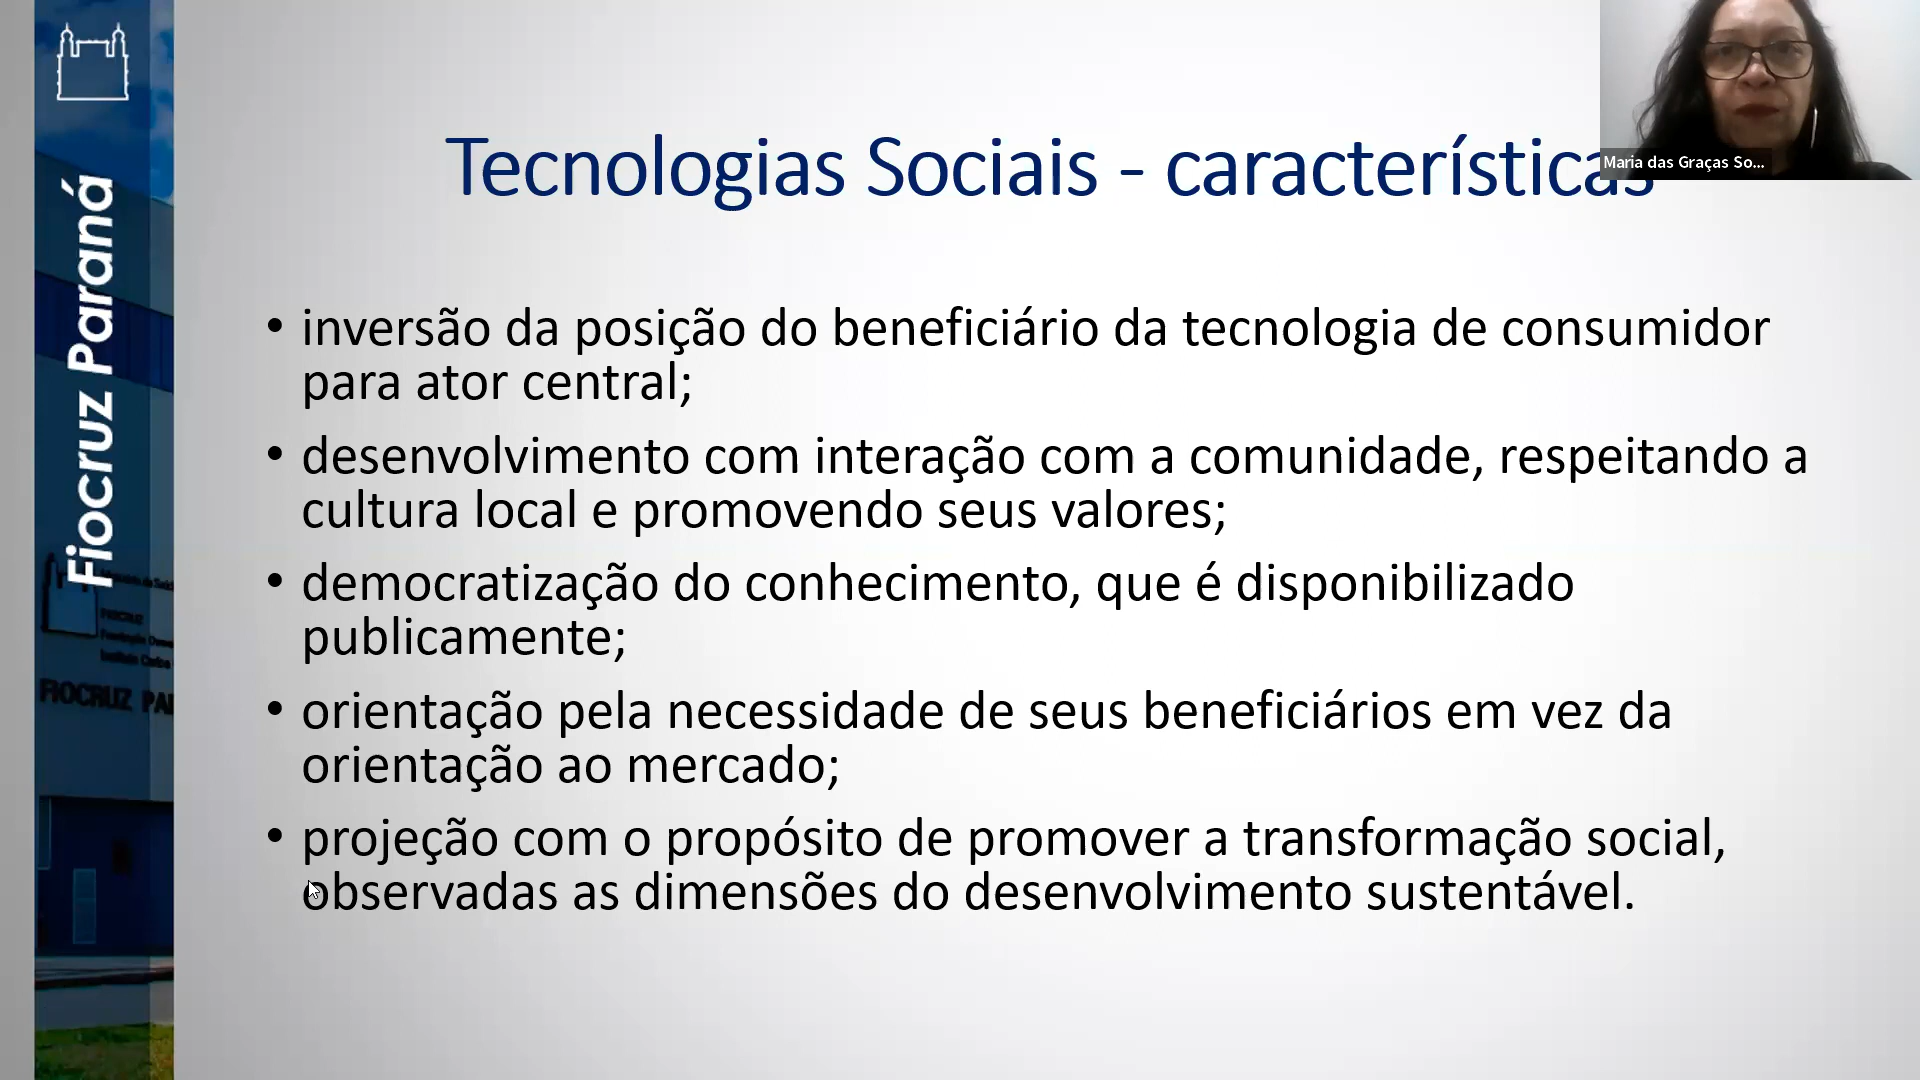 Fiocruz Paraná
FIOCRUZ PA
Tecnologias Sociais - características
Maria das Graças So...
• inversão da posição do beneficiário da tecnologia de consumidor
para ator central;
• desenvolvimento com interação com a comunidade, respeitando a
cultura local e promovendo seus valores;
• democratização do conhecimento, que é disponibilizado
publicamente;
• orientação pela necessidade de seus beneficiários em vez da
orientação ao mercado;
• projeção com o propósito de promover a transformação social,
observadas as dimensões do desenvolvimento sustentável.